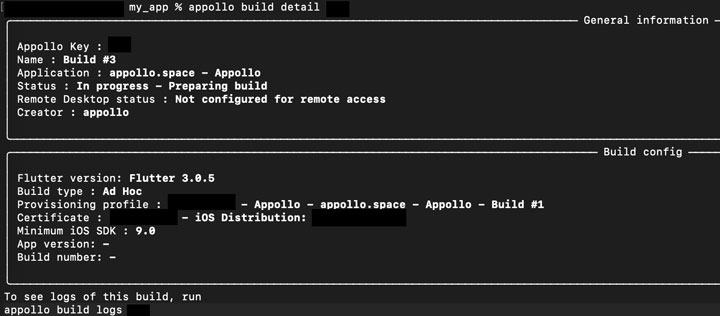 my_app % appollo build detail
General information
Appollo Key :
Name : Build #3
Application : appollo.space - Appollo
Status : In progress - Preparing build
Remote Desktop status : Not configured for remote access
Creator : appollo
Build config
Flutter version: Flutter 3.0.5
Build type : Ad Hoc
Provisioning profile : - Appollo - appollo.space - Appollo - Build #1
Certificate : - iOS Distribution:
Minimum iOS SDK : 9.0
App version: -
Build number: -
To see logs of this build, run
appollo build logs